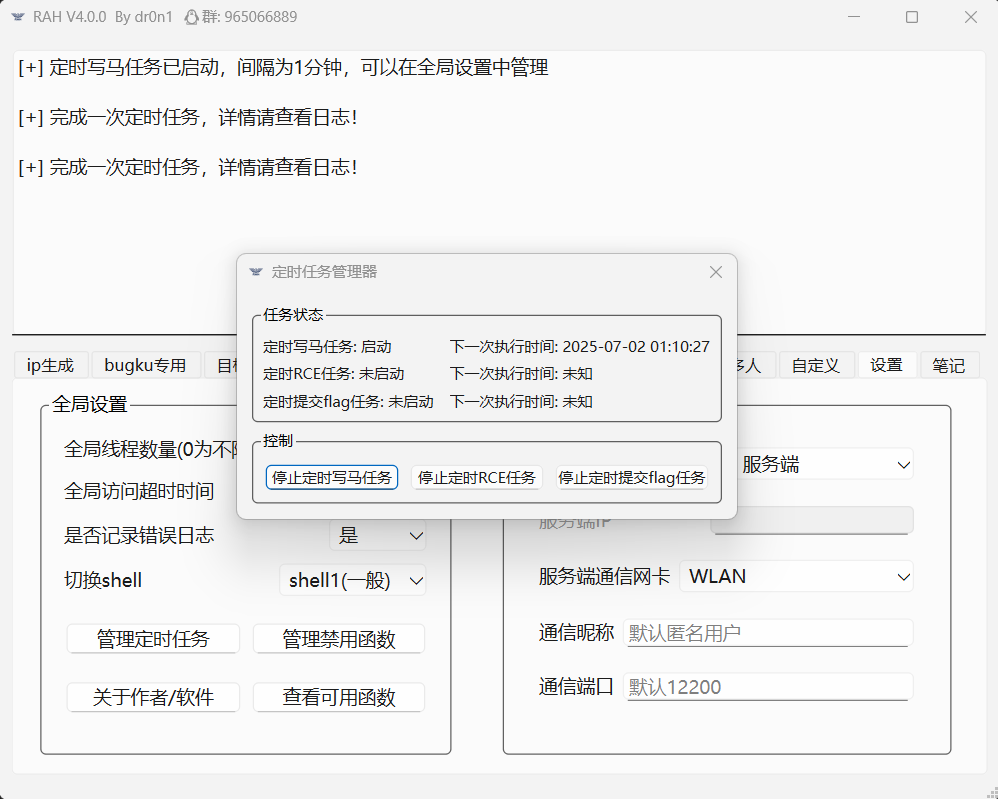 RAH V4.0.0 By dr0n1 群: 965066889
[+] 定时写马任务已启动，间隔为1分钟，可以在全局设置中管理
[+] 完成一次定时任务，详情请查看日志！
[+] 完成一次定时任务，详情请查看日志！
定时任务管理器
任务状态
定时写马任务: 启动 下一次执行时间: 2025-07-02 01:10:27
定时RCE任务: 未启动 下一次执行时间: 未知
定时提交flag任务: 未启动 下一次执行时间: 未知
控制
停止定时写马任务 停止定时RCE任务 停止定时提交flag任务
ip生成 bugku专用 人 自定义 设置 笔记
全局设置
全局线程数量(0为不
全局访问超时时间
是否记录错误日志 是
切换shell shell1(一般)
管理定时任务 管理禁用函数
关于作者/软件 查看可用函数
服务端
服务端IP
服务端通信网卡 WLAN
通信昵称 默认匿名用户
通信端口 默认12200